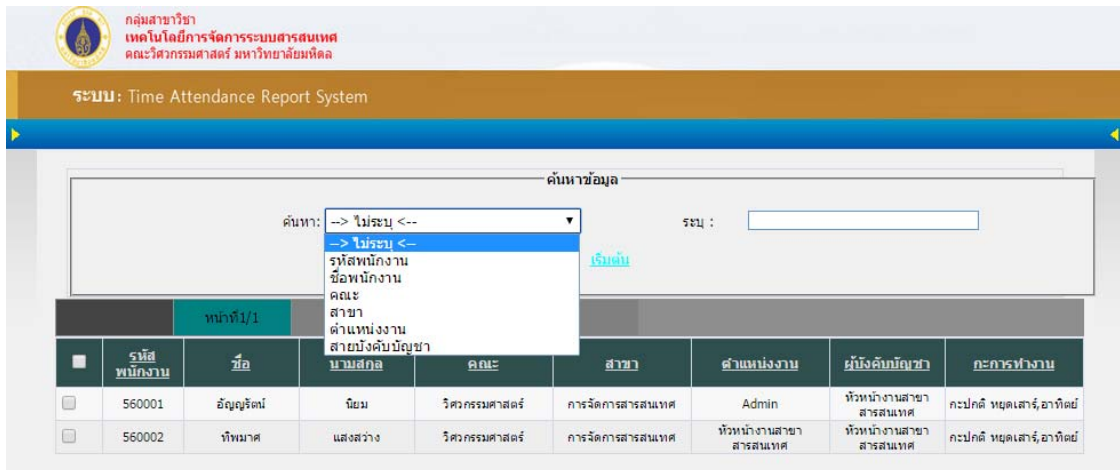 กลุ่มสาขาวิชา
เทคโนโลยีการจัดการระบบสารสนเทศ
คณะวิศวกรรมศาสตร์ มหาวิทยาลัยมหิดล
ระบบ: Time Attendance Report System
ค้นหาข้อมูล
ค้นหา: --> ไม่ระบุ <-- ระบุ :
--> ไม่ระบุ <--
รหัสพนักงาน
เริ่มต้น
ชื่อพนักงาน
คณะ
สาขา
ตำแหน่งงาน
สายบังคับบัญชา
หน้าที่1/1
รหัส
พนักงาน ชื่อ นามสกุล คณะ สาขา ตำแหน่งงาน ผู้บังคับบัญชา กะการทำงาน
560001 อัญญรัตน์ นิยม วิศวกรรมศาสตร์ การจัดการสารสนเทศ Admin หัวหน้างานสาขา
สารสนเทศ กะปกติ หยุดเสาร์,อาทิตย์
560002 ทิพมาศ แสงสว่าง วิศวกรรมศาสตร์ การจัดการสารสนเทศ หัวหน้างานสาขา
สารสนเทศ หัวหน้างานสาขา
สารสนเทศ กะปกติ หยุดเสาร์,อาทิตย์